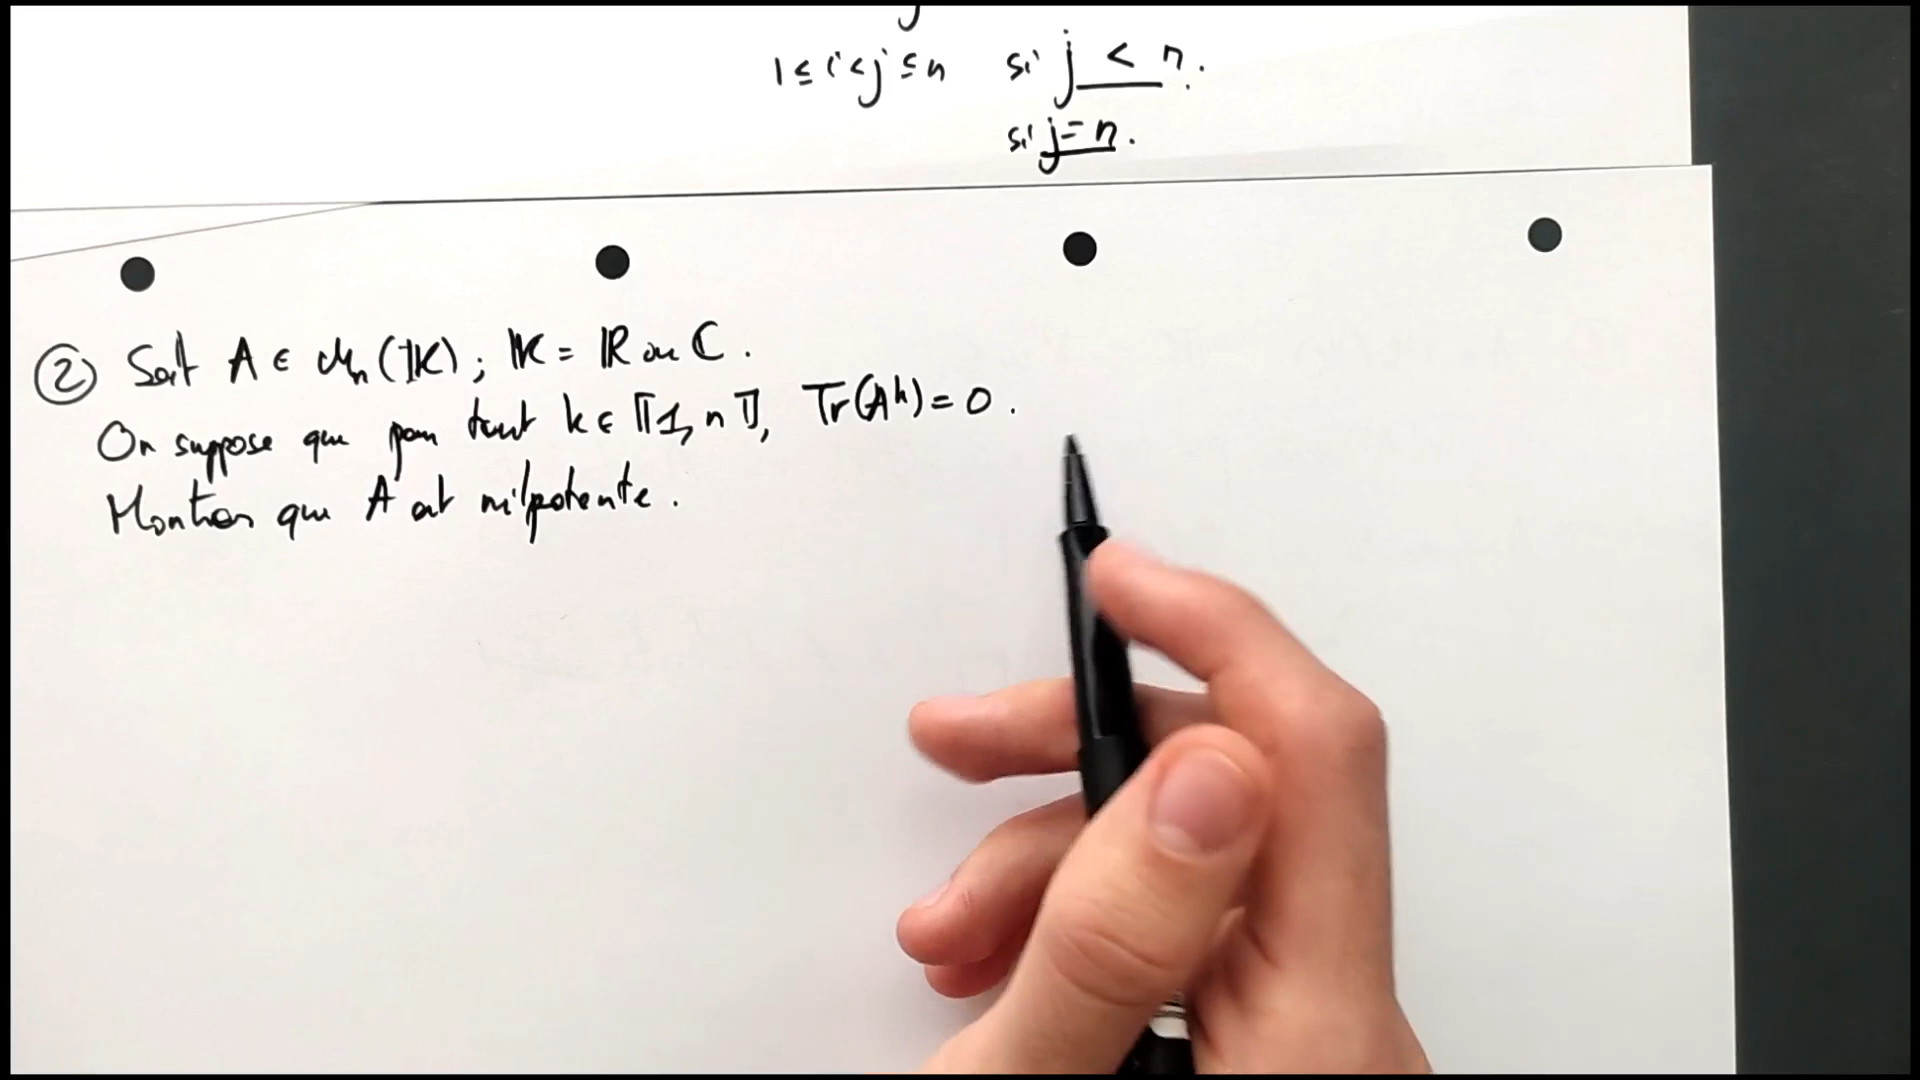 1 ≤ i < j ≤ n si j < n.
si j = n.
② Soit A ∈ Mn(K) ; K = R ou C.
On suppose que pour tout k ∈ ⟦1, n⟧, Tr(A^k) = 0.
Montrer que A est nilpotente.